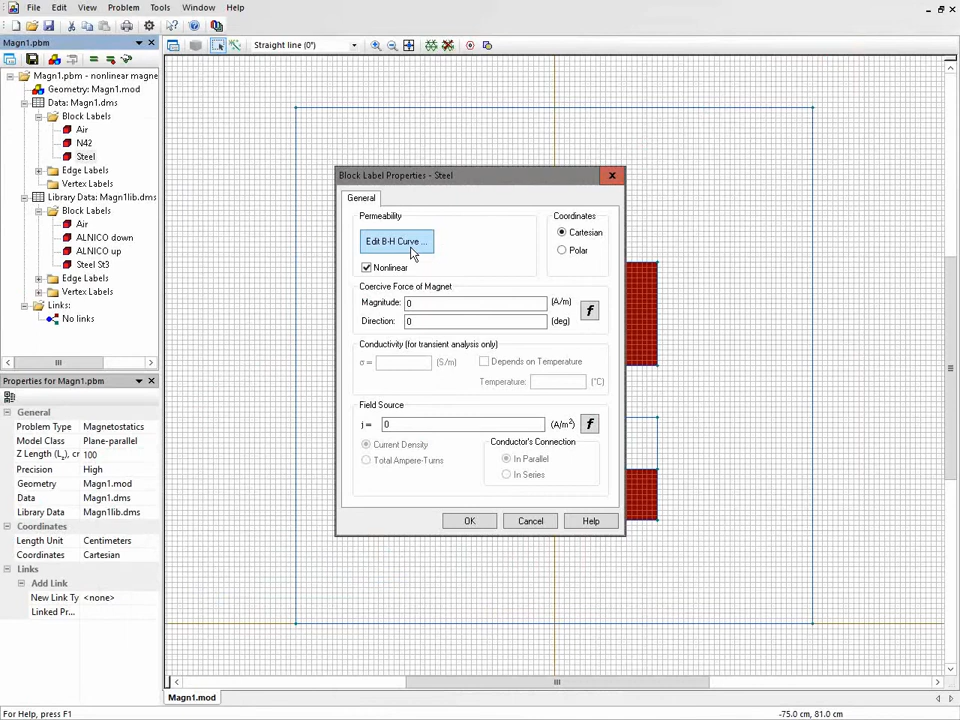 File Edit View Problem Tools Window Help
Straight line (0°)
Magn1.pbm
Magn1.pbm - nonlinear magne
Geometry: Magn1.mod
Data: Magn1.dms
Block Labels
Air
N42
Steel
Edge Labels
Vertex Labels
Library Data: Magn1lib.dms
Block Labels
Air
ALNICO down
ALNICO up
Steel St3
Edge Labels
Vertex Labels
Links:
No links
Properties for Magn1.pbm
General
Problem Type Magnetostatics
Model Class Plane-parallel
Z Length (Lz), cm 100
Precision High
Geometry Magn1.mod
Data Magn1.dms
Library Data Magn1lib.dms
Coordinates
Length Unit Centimeters
Coordinates Cartesian
Links
Add Link
New Link Ty <none>
Linked Pr...
Block Label Properties - Steel
General
Permeability
Edit B-H Curve ...
Nonlinear
Coordinates
Cartesian
Polar
Coercive Force of Magnet
Magnitude: 0 (A/m)
Direction: 0 (deg)
f
Conductivity (for transient analysis only)
σ = (S/m) Depends on Temperature
Temperature: (°C)
Field Source
j = 0 (A/m²) f
Current Density
Total Ampere-Turns
Conductor's Connection
In Parallel
In Series
OK Cancel Help
Magn1.mod
For Help, press F1
-75.0 cm, 81.0 cm